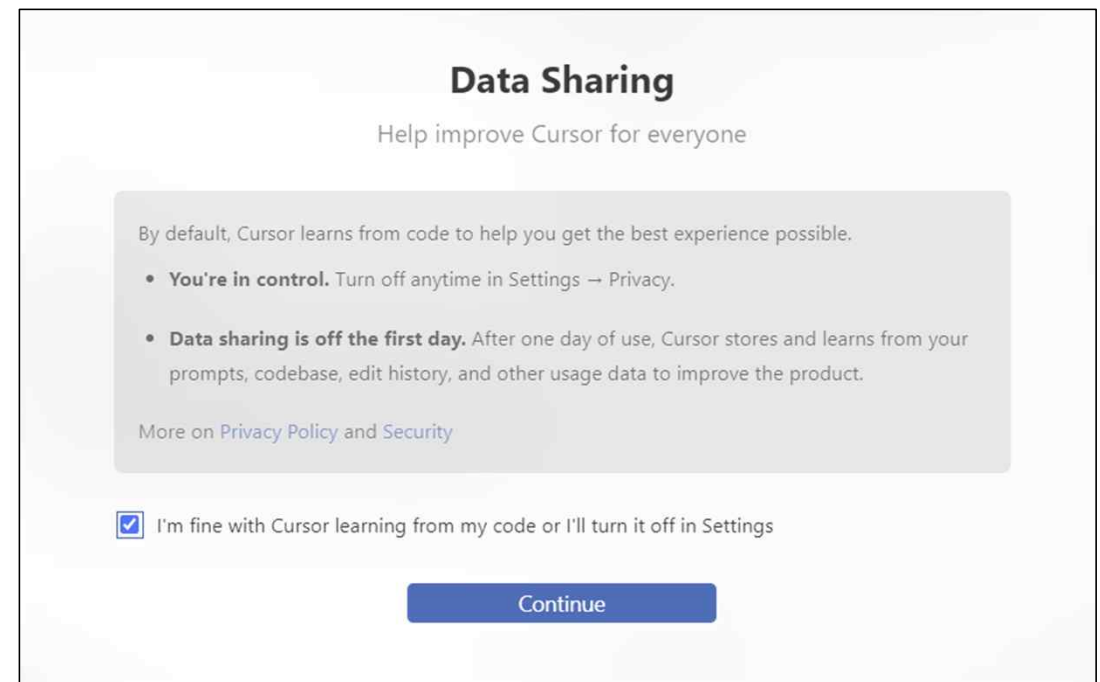 Data Sharing
Help improve Cursor for everyone
By default, Cursor learns from code to help you get the best experience possible.
• You're in control. Turn off anytime in Settings → Privacy.
• Data sharing is off the first day. After one day of use, Cursor stores and learns from your
prompts, codebase, edit history, and other usage data to improve the product.
More on Privacy Policy and Security
I'm fine with Cursor learning from my code or I'll turn it off in Settings
Continue